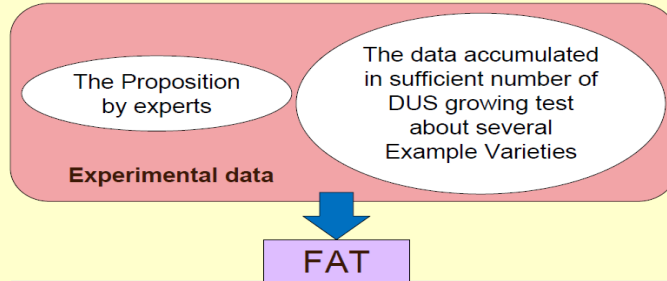 The Proposition
by experts
The data accumulated
in sufficient number of
DUS growing test
about several
Example Varieties
Experimental data
FAT